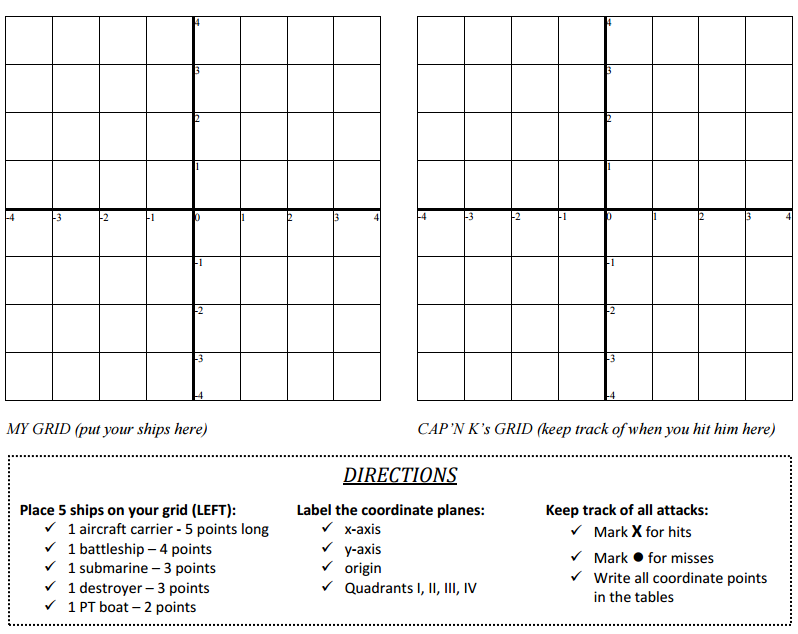 4 4
3 3
2 2
1 1
-4 -3 -2 -1 0 1 2 3 4 -4 -3 -2 -1 0 1 2 3 4
-1 -1
-2 -2
-3 -3
-4 -4
MY GRID (put your ships here)
CAP'N K's GRID (keep track of when you hit him here)
DIRECTIONS
Place 5 ships on your grid (LEFT):
✓ 1 aircraft carrier - 5 points long
✓ 1 battleship – 4 points
✓ 1 submarine – 3 points
✓ 1 destroyer – 3 points
✓ 1 PT boat – 2 points
Label the coordinate planes:
✓ x-axis
✓ y-axis
✓ origin
✓ Quadrants I, II, III, IV
Keep track of all attacks:
✓ Mark X for hits
✓ Mark ● for misses
✓ Write all coordinate points
in the tables